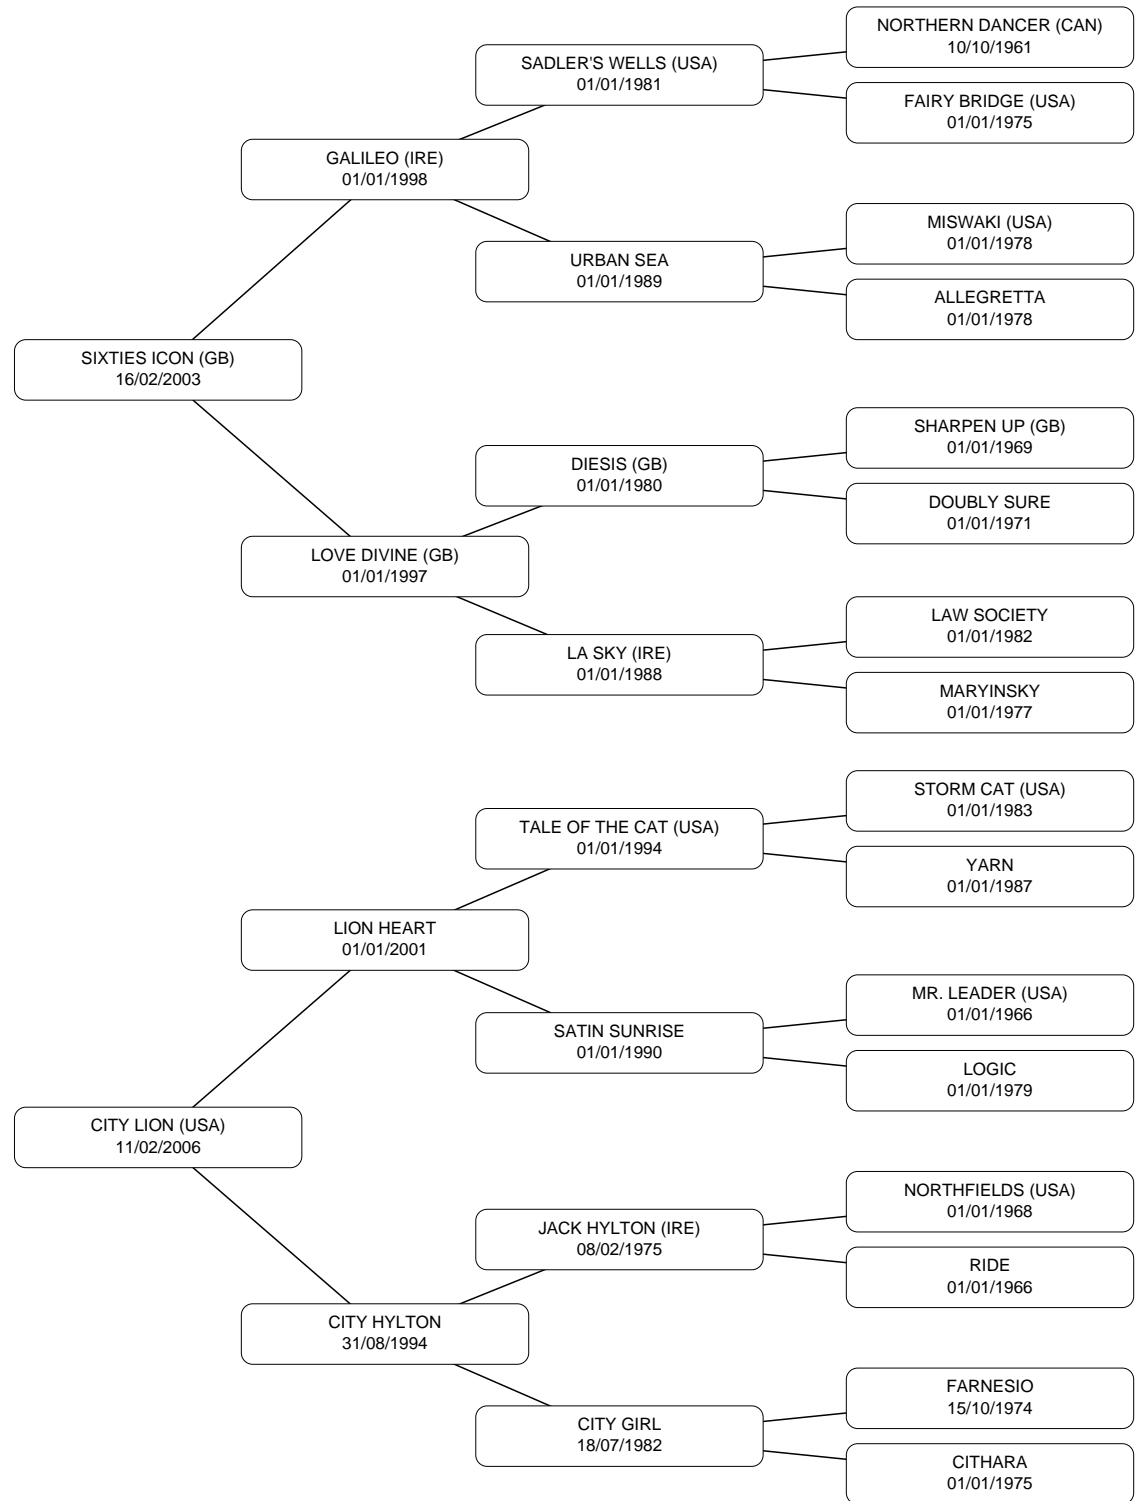 NORTHERN DANCER (CAN)
10/10/1961
SADLER'S WELLS (USA)
01/01/1981
FAIRY BRIDGE (USA)
01/01/1975
GALILEO (IRE)
01/01/1998
MISWAKI (USA)
01/01/1978
URBAN SEA
01/01/1989
ALLEGRETTA
01/01/1978
SIXTIES ICON (GB)
16/02/2003
SHARPEN UP (GB)
01/01/1969
DIESIS (GB)
01/01/1980
DOUBLY SURE
01/01/1971
LOVE DIVINE (GB)
01/01/1997
LAW SOCIETY
01/01/1982
LA SKY (IRE)
01/01/1988
MARYINSKY
01/01/1977
STORM CAT (USA)
01/01/1983
TALE OF THE CAT (USA)
01/01/1994
YARN
01/01/1987
LION HEART
01/01/2001
MR. LEADER (USA)
01/01/1966
SATIN SUNRISE
01/01/1990
LOGIC
01/01/1979
CITY LION (USA)
11/02/2006
NORTHFIELDS (USA)
01/01/1968
JACK HYLTON (IRE)
08/02/1975
RIDE
01/01/1966
CITY HYLTON
31/08/1994
FARNESIO
15/10/1974
CITY GIRL
18/07/1982
CITHARA
01/01/1975